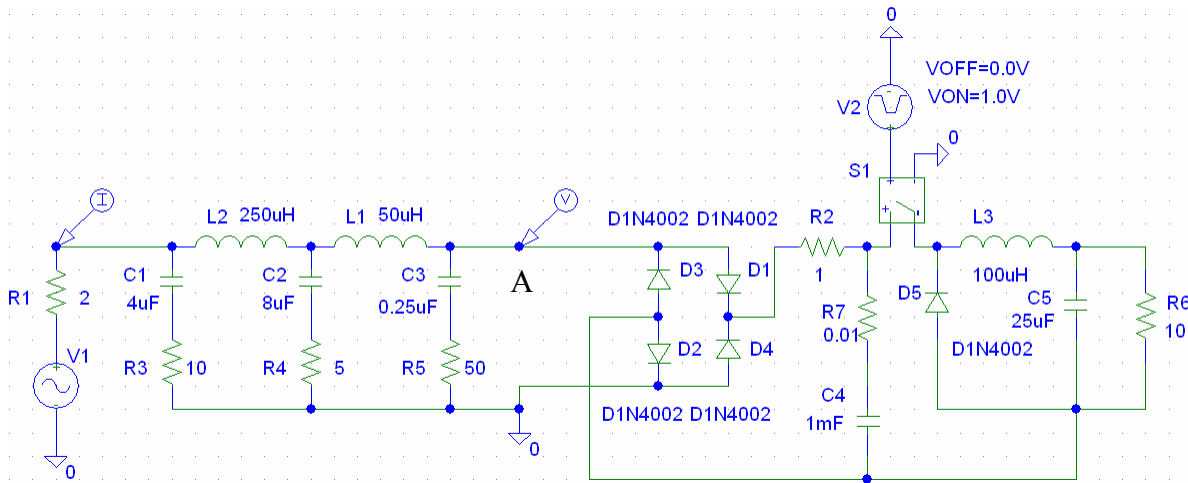 0
VOFF=0.0V
VON=1.0V
V2
0
S1
I
V
L2 250uH
L1 50uH
D1N4002 D1N4002
R2
L3
C1
4uF
C2
8uF
C3
0.25uF
A
D3
D1
1
R1
2
D5
100uH
C5
25uF
R6
10
R7
0.01
V1
R3
10
R4
5
R5
50
D2
D4
D1N4002
D1N4002 D1N4002
C4
1mF
0
0